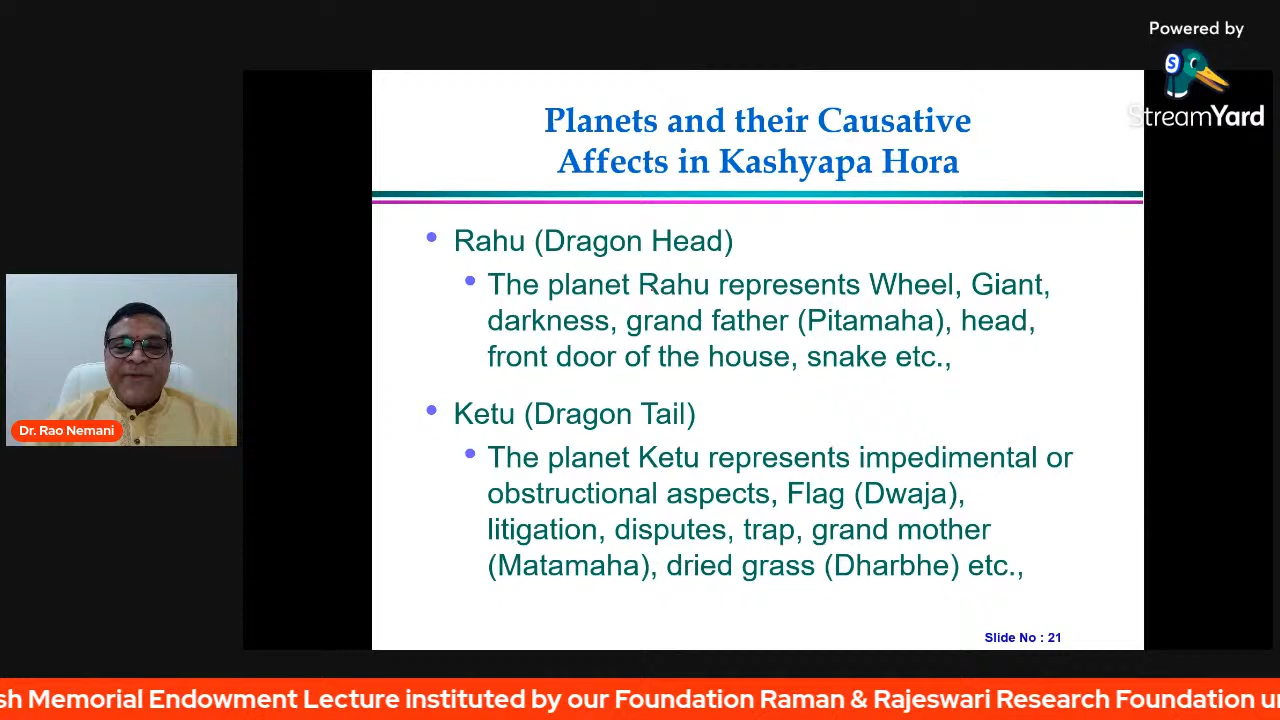 Powered by
StreamYard
Planets and their Causative
Affects in Kashyapa Hora
• Rahu (Dragon Head)
• The planet Rahu represents Wheel, Giant,
darkness, grand father (Pitamaha), head,
front door of the house, snake etc.,
• Ketu (Dragon Tail)
• The planet Ketu represents impedimental or
obstructional aspects, Flag (Dwaja),
litigation, disputes, trap, grand mother
(Matamaha), dried grass (Dharbhe) etc.,
Slide No : 21
Dr. Rao Nemani
sh Memorial Endowment Lecture instituted by our Foundation Raman & Rajeswari Research Foundation u